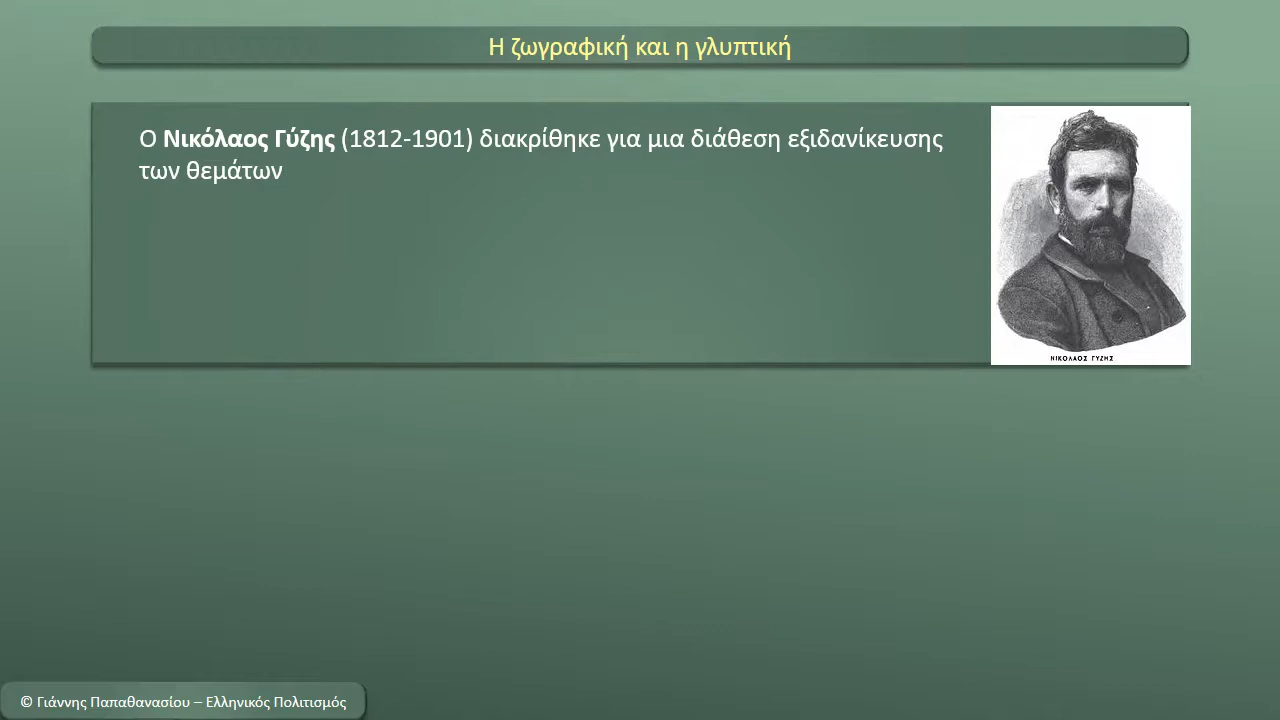 Η ζωγραφική και η γλυπτική
Ο Νικόλαος Γύζης (1812-1901) διακρίθηκε για μια διάθεση εξιδανίκευσης
των θεμάτων
ΝΙΚΟΛΑΟΣ ΓΥΖΗΣ
© Γιάννης Παπαθανασίου – Ελληνικός Πολιτισμός